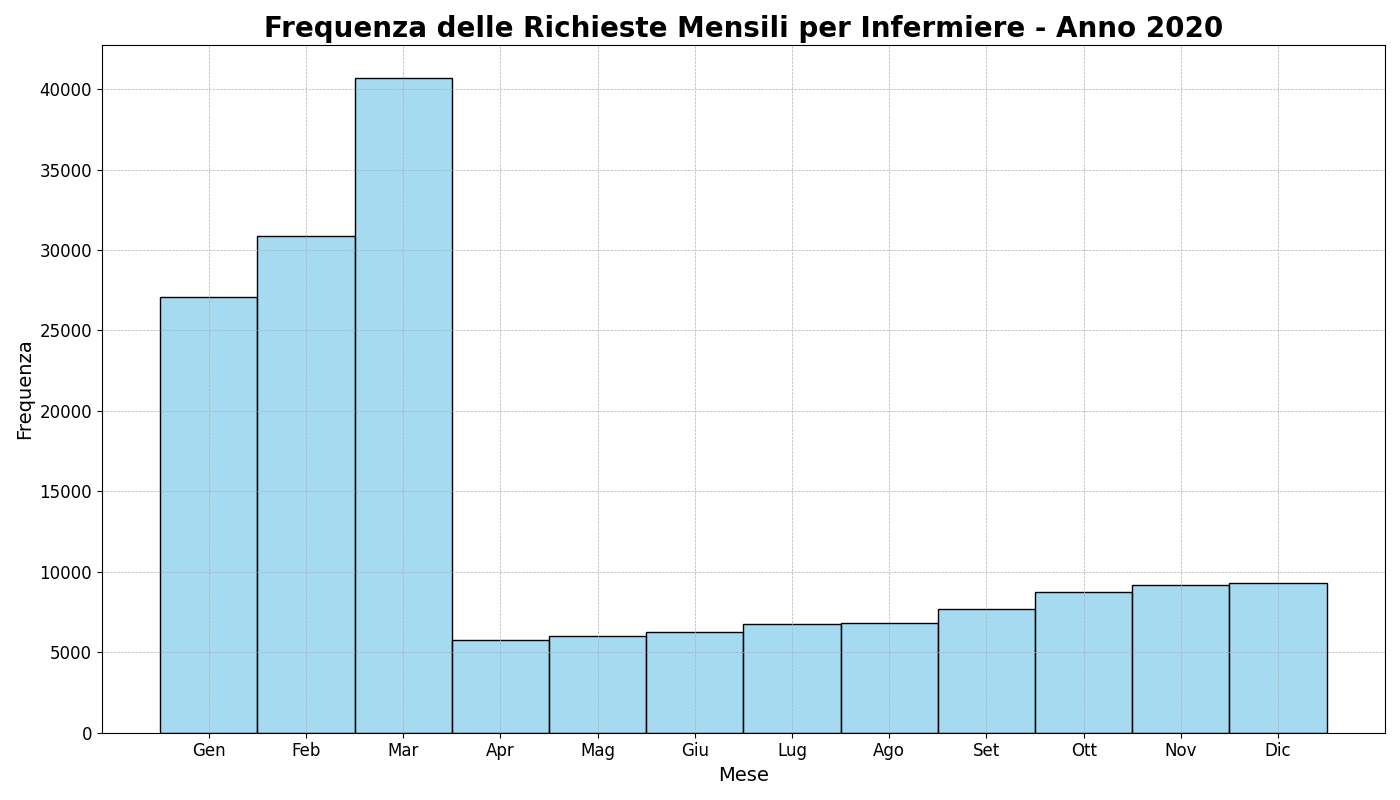 Frequenza delle Richieste Mensili per Infermiere - Anno 2020
Frequenza
40000
35000
30000
25000
20000
15000
10000
5000
0
Gen Feb Mar Apr Mag Giu Lug Ago Set Ott Nov Dic
Mese